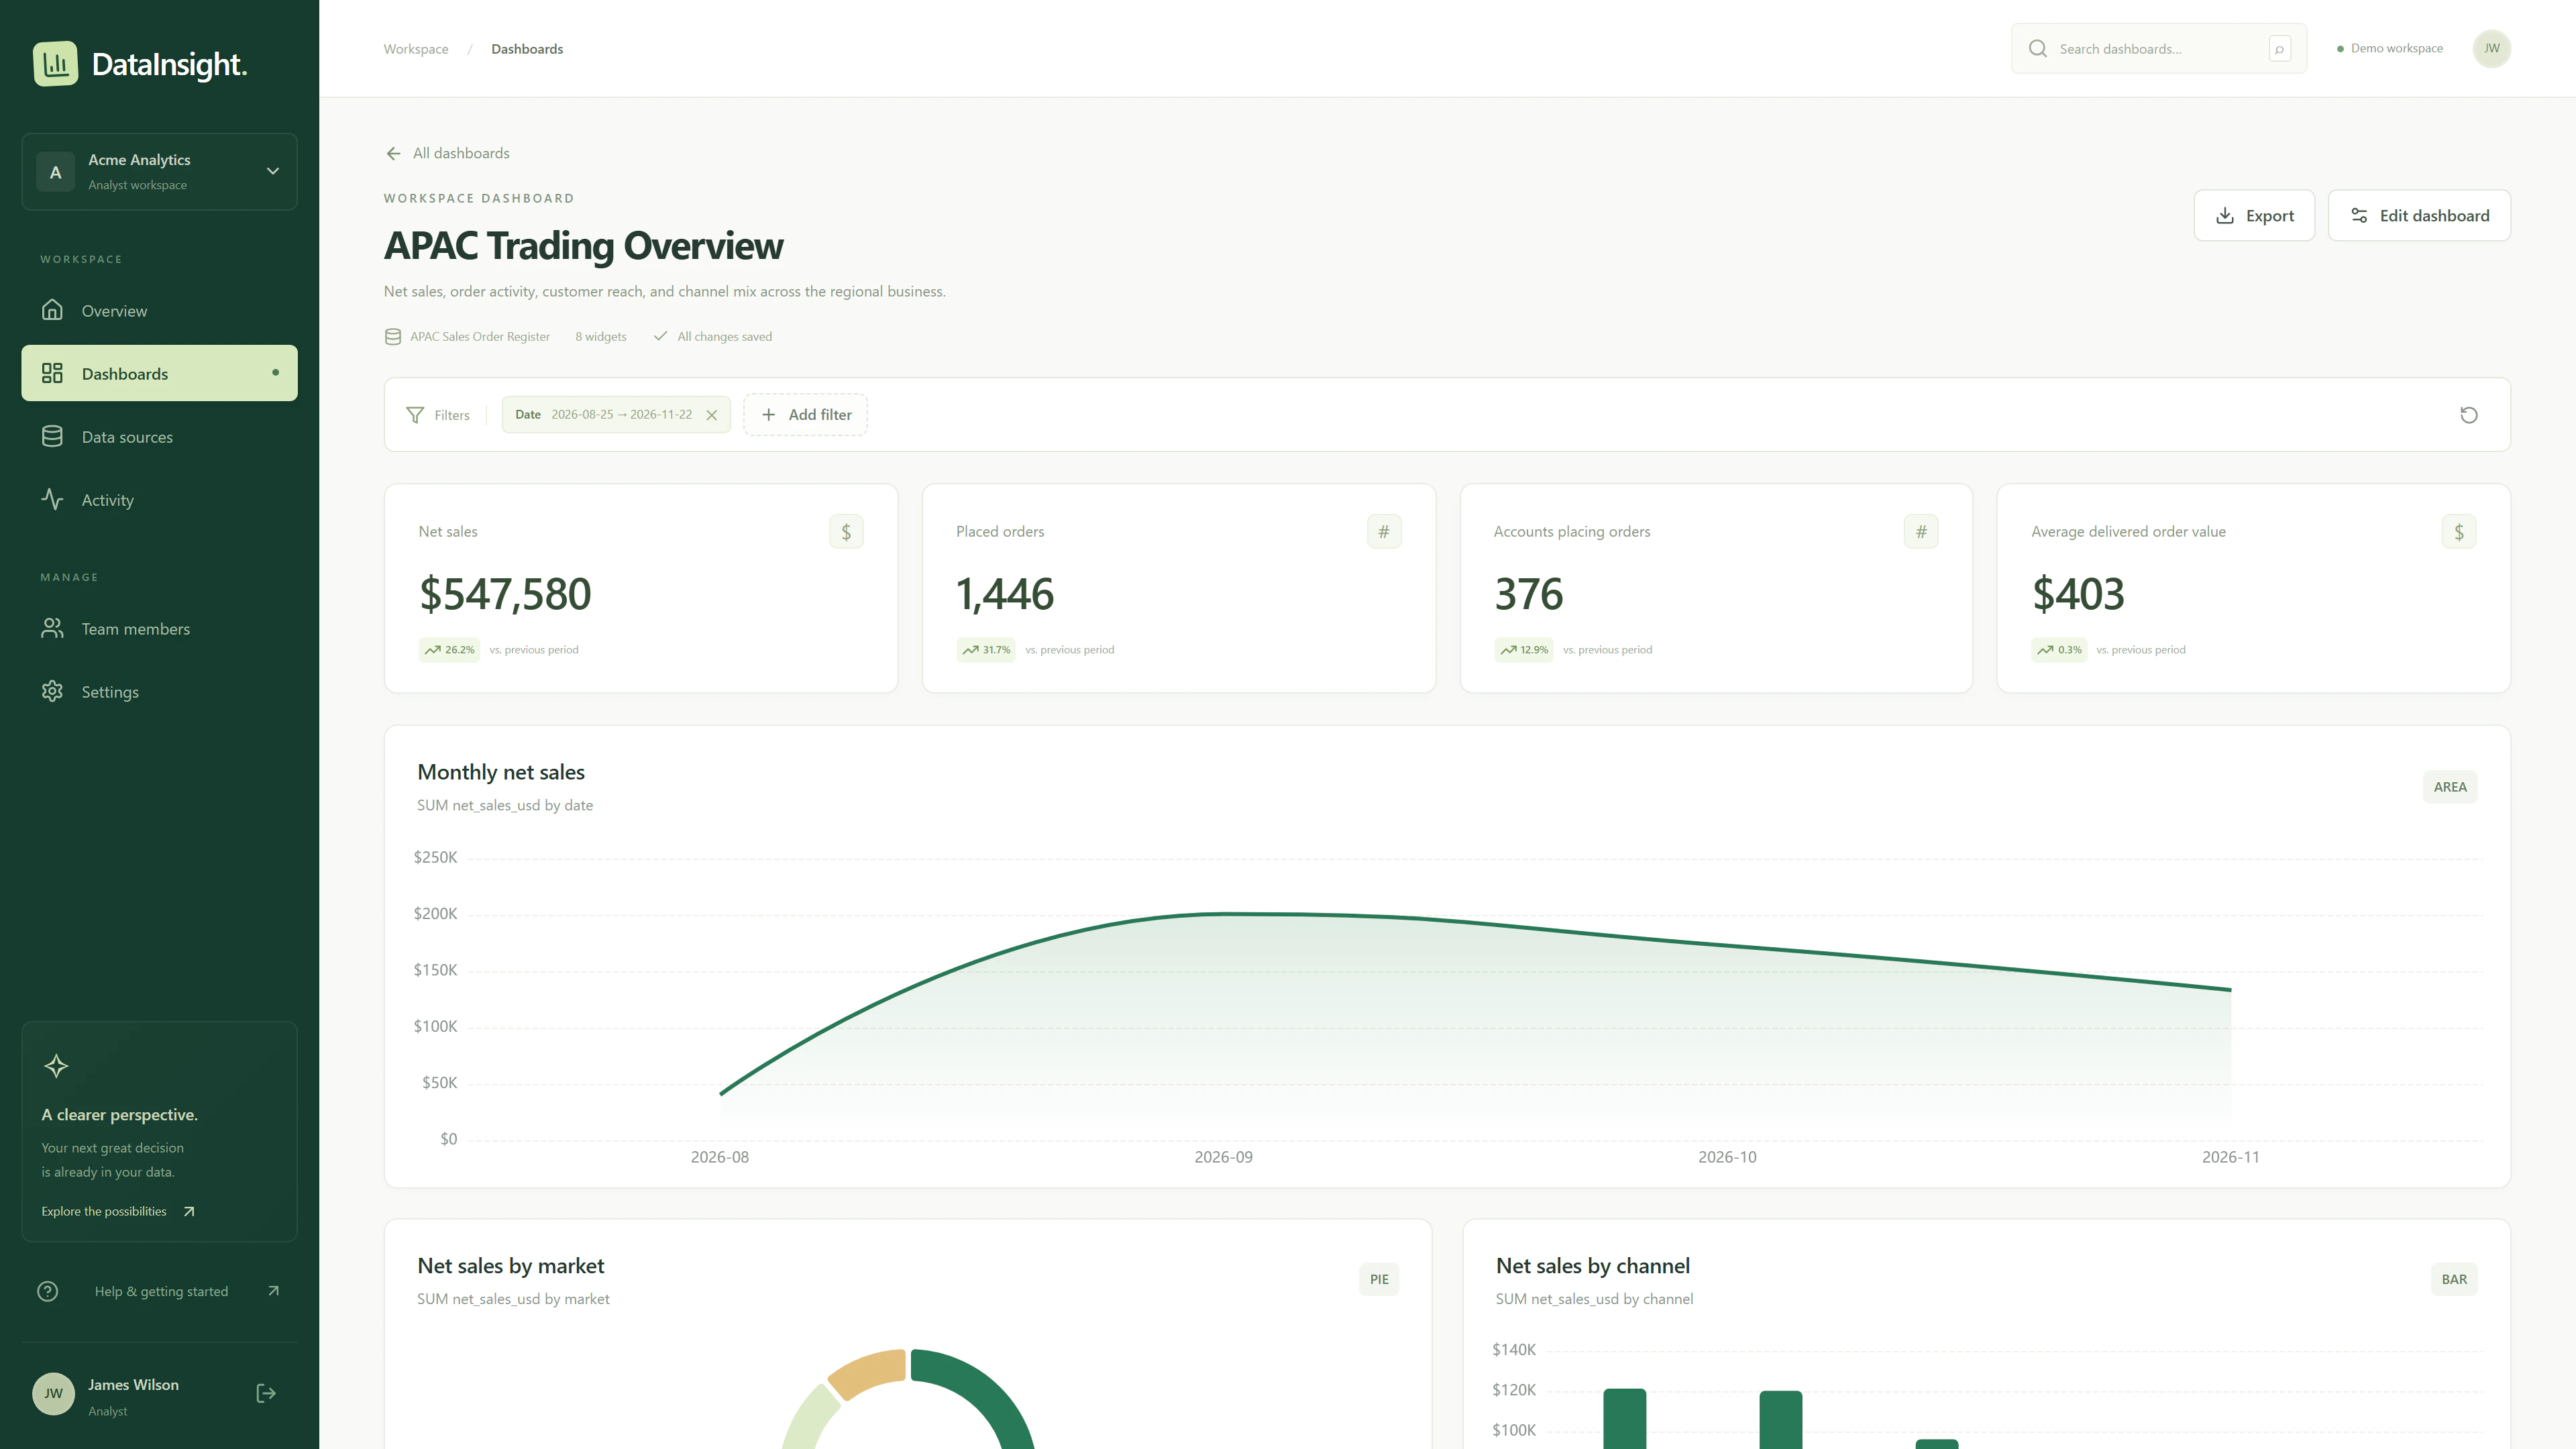 DataInsight.
A
Acme Analytics
Analyst workspace
WORKSPACE
Overview
Dashboards
Data sources
Activity
MANAGE
Team members
Settings
A clearer perspective.
Your next great decision
is already in your data.
Explore the possibilities
Help & getting started
JW
James Wilson
Analyst
Workspace / Dashboards
Search dashboards...
Demo workspace
JW
All dashboards
WORKSPACE DASHBOARD
APAC Trading Overview
Net sales, order activity, customer reach, and channel mix across the regional business.
APAC Sales Order Register 8 widgets All changes saved
Export
Edit dashboard
Filters
Date 2026-08-25 → 2026-11-22
Add filter
Net sales
$
$547,580
26.2% vs. previous period
Placed orders
#
1,446
31.7% vs. previous period
Accounts placing orders
#
376
12.9% vs. previous period
Average delivered order value
$
$403
0.3% vs. previous period
Monthly net sales
SUM net_sales_usd by date
AREA
$250K
$200K
$150K
$100K
$50K
$0
2026-08 2026-09 2026-10 2026-11
Net sales by market
SUM net_sales_usd by market
PIE
Net sales by channel
SUM net_sales_usd by channel
BAR
$140K
$120K
$100K